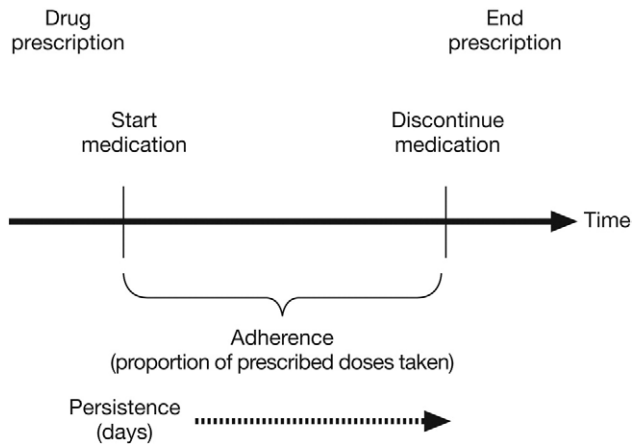 Drug
prescription
End
prescription
Start
medication
Discontinue
medication
Time
Adherence
(proportion of prescribed doses taken)
Persistence
(days)